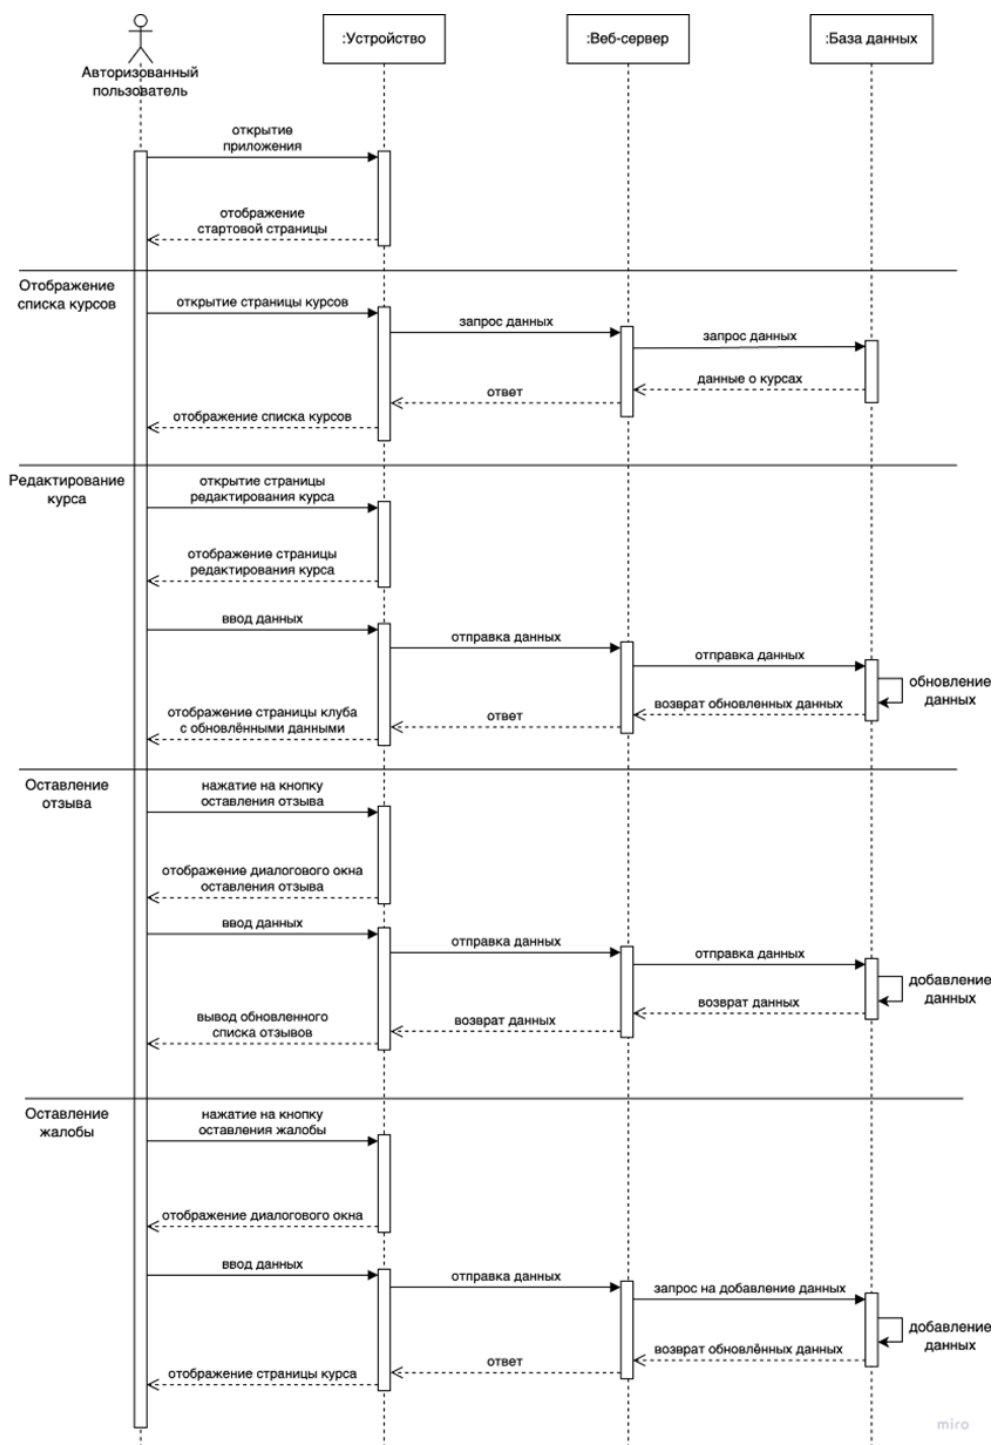 :Устройство
:Веб-сервер
:База данных
Авторизованный
пользователь
открытие
приложения
отображение
стартовой страницы
Отображение
списка курсов
открытие страницы курсов
запрос данных
запрос данных
данные о курсах
ответ
отображение списка курсов
Редактирование
курса
открытие страницы
редактирования курса
отображение страницы
редактирования курса
ввод данных
отправка данных
отправка данных
обновление
данных
возврат обновленных данных
ответ
отображение страницы клуба
с обновлёнными данными
Оставление
отзыва
нажатие на кнопку
оставления отзыва
отображение диалогового окна
оставления отзыва
ввод данных
отправка данных
отправка данных
добавление
данных
возврат данных
возврат данных
вывод обновленного
списка отзывов
Оставление
жалобы
нажатие на кнопку
оставления жалобы
отображение диалогового окна
ввод данных
отправка данных
запрос на добавление данных
добавление
данных
возврат обновлённых данных
ответ
отображение страницы курса
miro